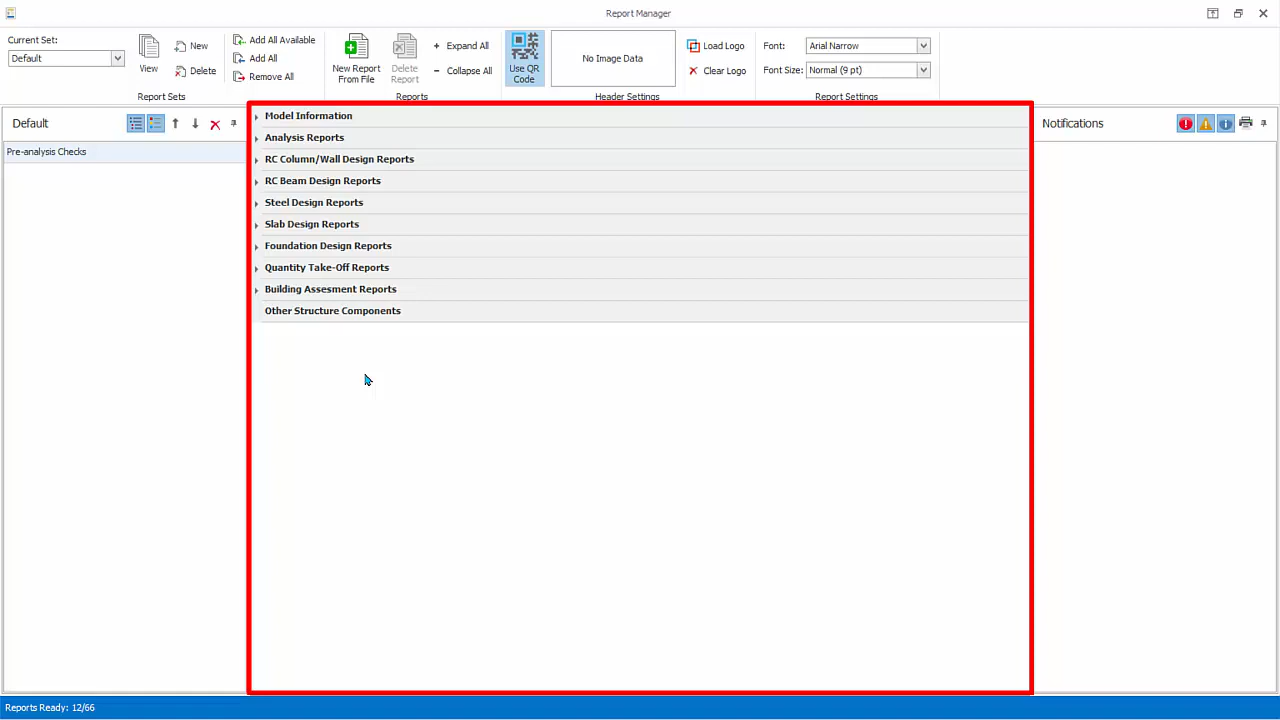 Report Manager
Current Set:
Default
View
New
Delete
Report Sets
Add All Available
Add All
Remove All
New Report From File
Delete Report
Expand All
Collapse All
Reports
Use QR Code
No Image Data
Load Logo
Clear Logo
Header Settings
Font:
Arial Narrow
Font Size:
Normal (9 pt)
Report Settings
Default
Pre-analysis Checks
Model Information
Analysis Reports
RC Column/Wall Design Reports
RC Beam Design Reports
Steel Design Reports
Slab Design Reports
Foundation Design Reports
Quantity Take-Off Reports
Building Assesment Reports
Other Structure Components
Notifications
Reports Ready: 12/66